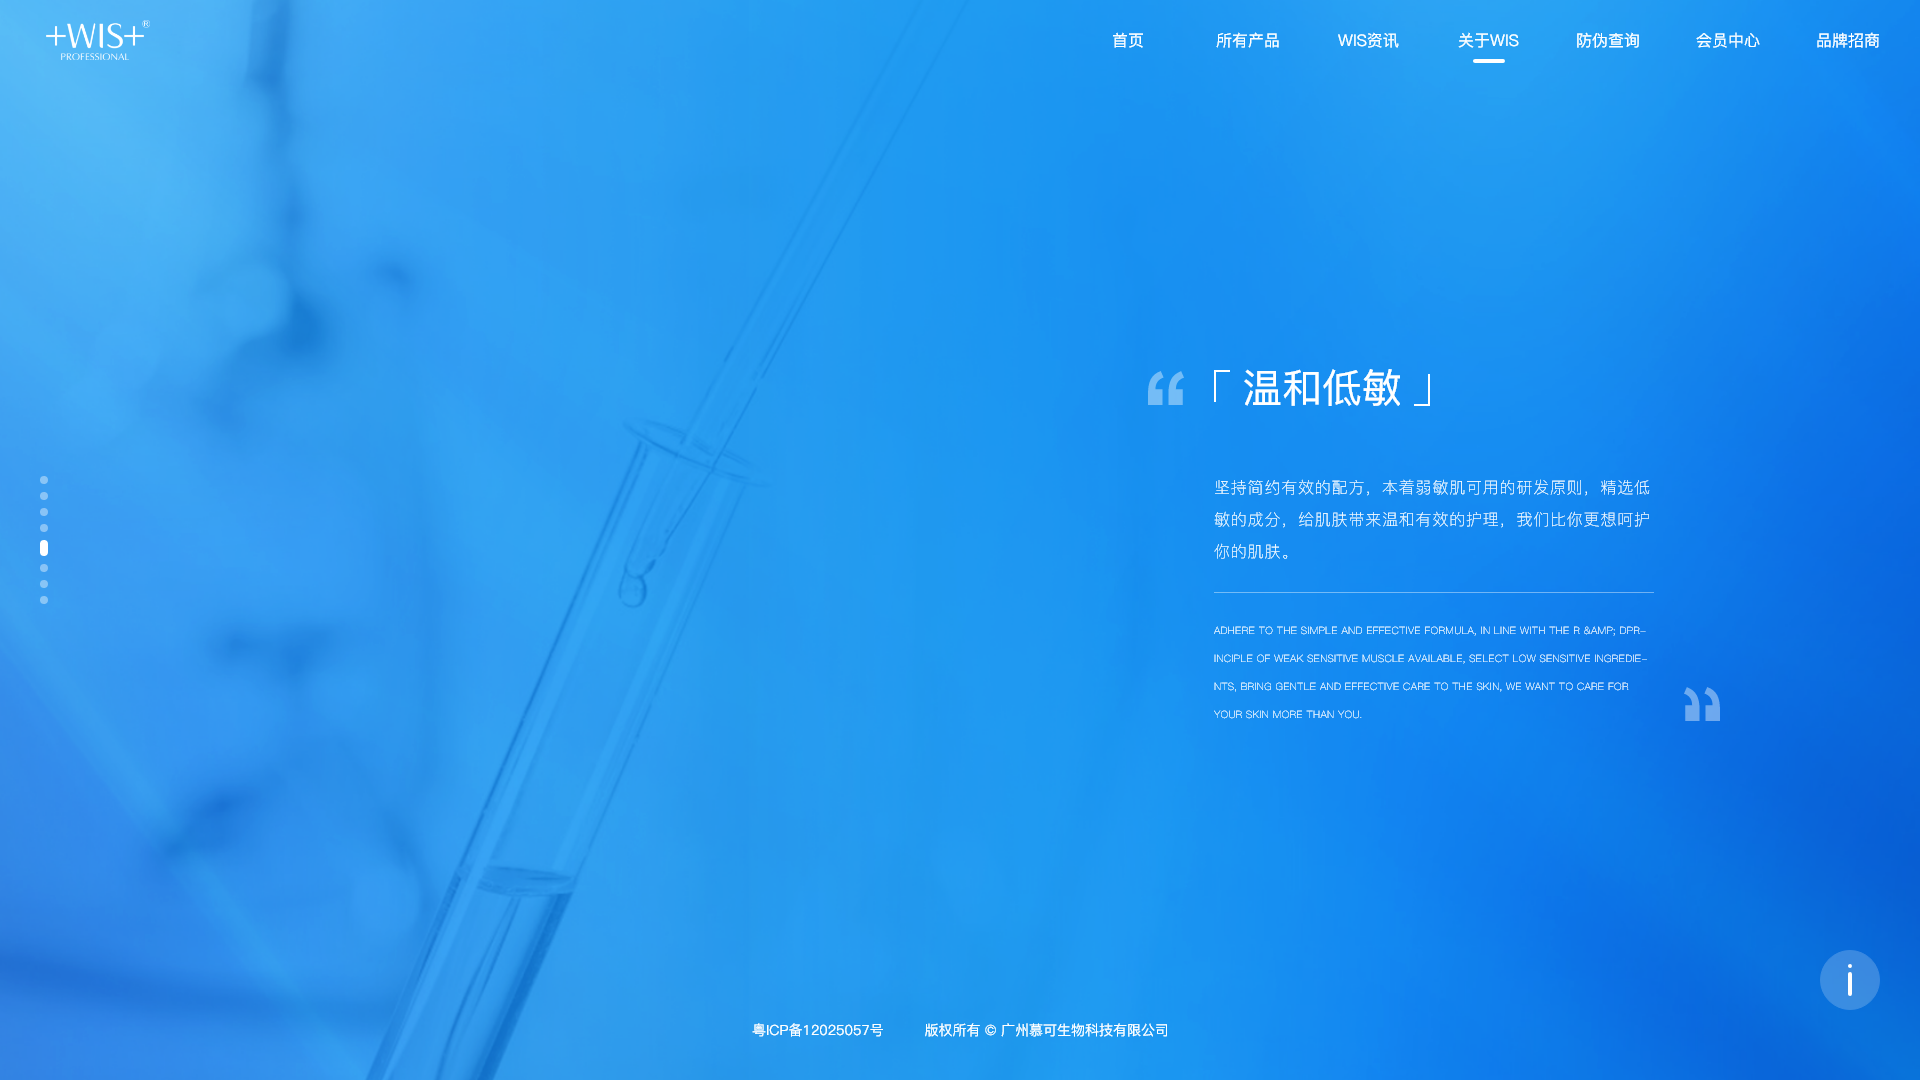 +WIS+®
PROFESSIONAL
首页 所有产品 WIS资讯 关于WIS 防伪查询 会员中心 品牌招商
“「 温和低敏 」
坚持简约有效的配方，本着弱敏肌可用的研发原则，精选低
敏的成分，给肌肤带来温和有效的护理，我们比你更想呵护
你的肌肤。
ADHERE TO THE SIMPLE AND EFFECTIVE FORMULA, IN LINE WITH THE R &AMP; DPR-
INCIPLE OF WEAK SENSITIVE MUSCLE AVAILABLE, SELECT LOW SENSITIVE INGREDIE-
NTS, BRING GENTLE AND EFFECTIVE CARE TO THE SKIN, WE WANT TO CARE FOR
YOUR SKIN MORE THAN YOU.
”
粤ICP备12025057号 版权所有 © 广州慕可生物科技有限公司